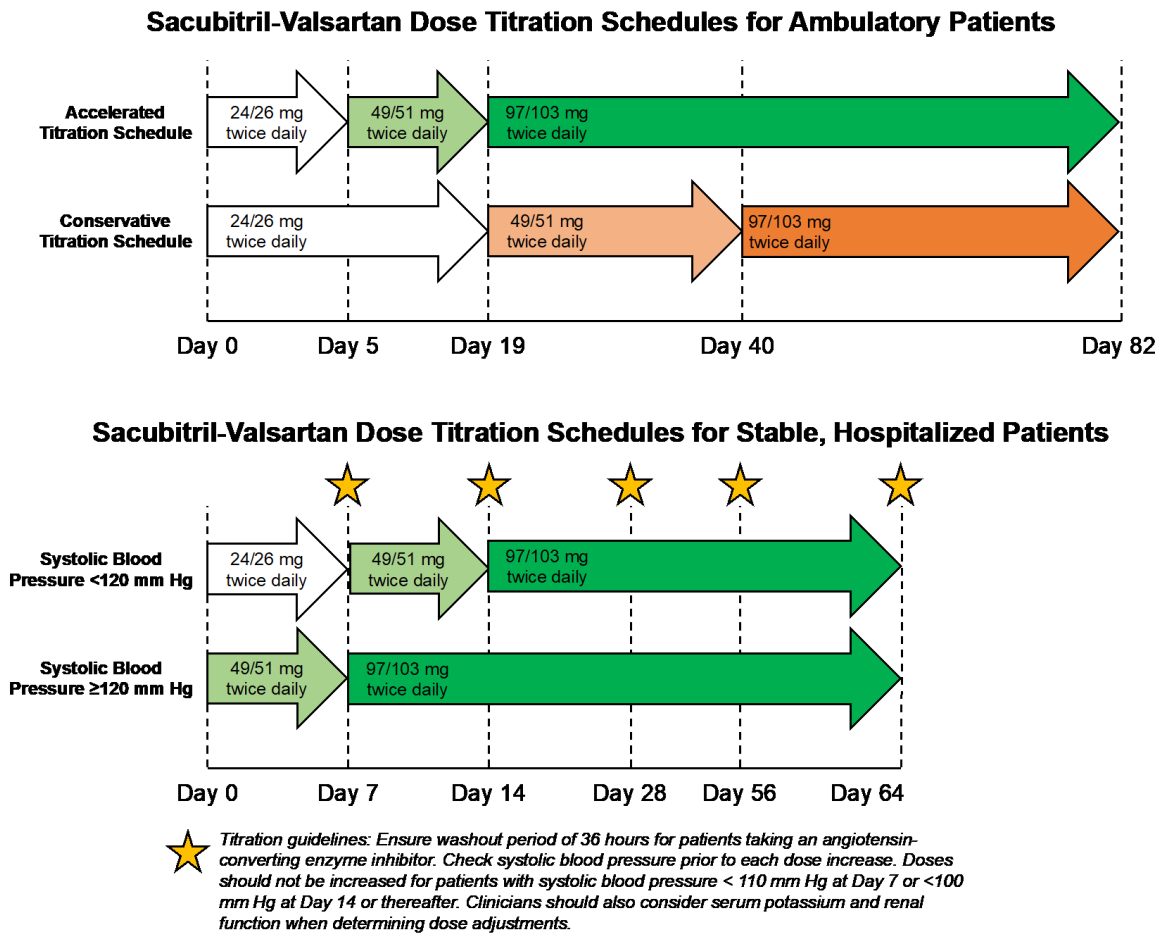 Sacubitril-Valsartan Dose Titration Schedules for Ambulatory Patients
Accelerated
Titration Schedule
24/26 mg
twice daily
49/51 mg
twice daily
97/103 mg
twice daily
Conservative
Titration Schedule
24/26 mg
twice daily
49/51 mg
twice daily
97/103 mg
twice daily
Day 0
Day 5
Day 19
Day 40
Day 82
Sacubitril-Valsartan Dose Titration Schedules for Stable, Hospitalized Patients
Systolic Blood
Pressure <120 mm Hg
24/26 mg
twice daily
49/51 mg
twice daily
97/103 mg
twice daily
Systolic Blood
Pressure ≥120 mm Hg
49/51 mg
twice daily
97/103 mg
twice daily
Day 0
Day 7
Day 14
Day 28
Day 56
Day 64
Titration guidelines: Ensure washout period of 36 hours for patients taking an angiotensin-
converting enzyme inhibitor. Check systolic blood pressure prior to each dose increase. Doses
should not be increased for patients with systolic blood pressure < 110 mm Hg at Day 7 or <100
mm Hg at Day 14 or thereafter. Clinicians should also consider serum potassium and renal
function when determining dose adjustments.